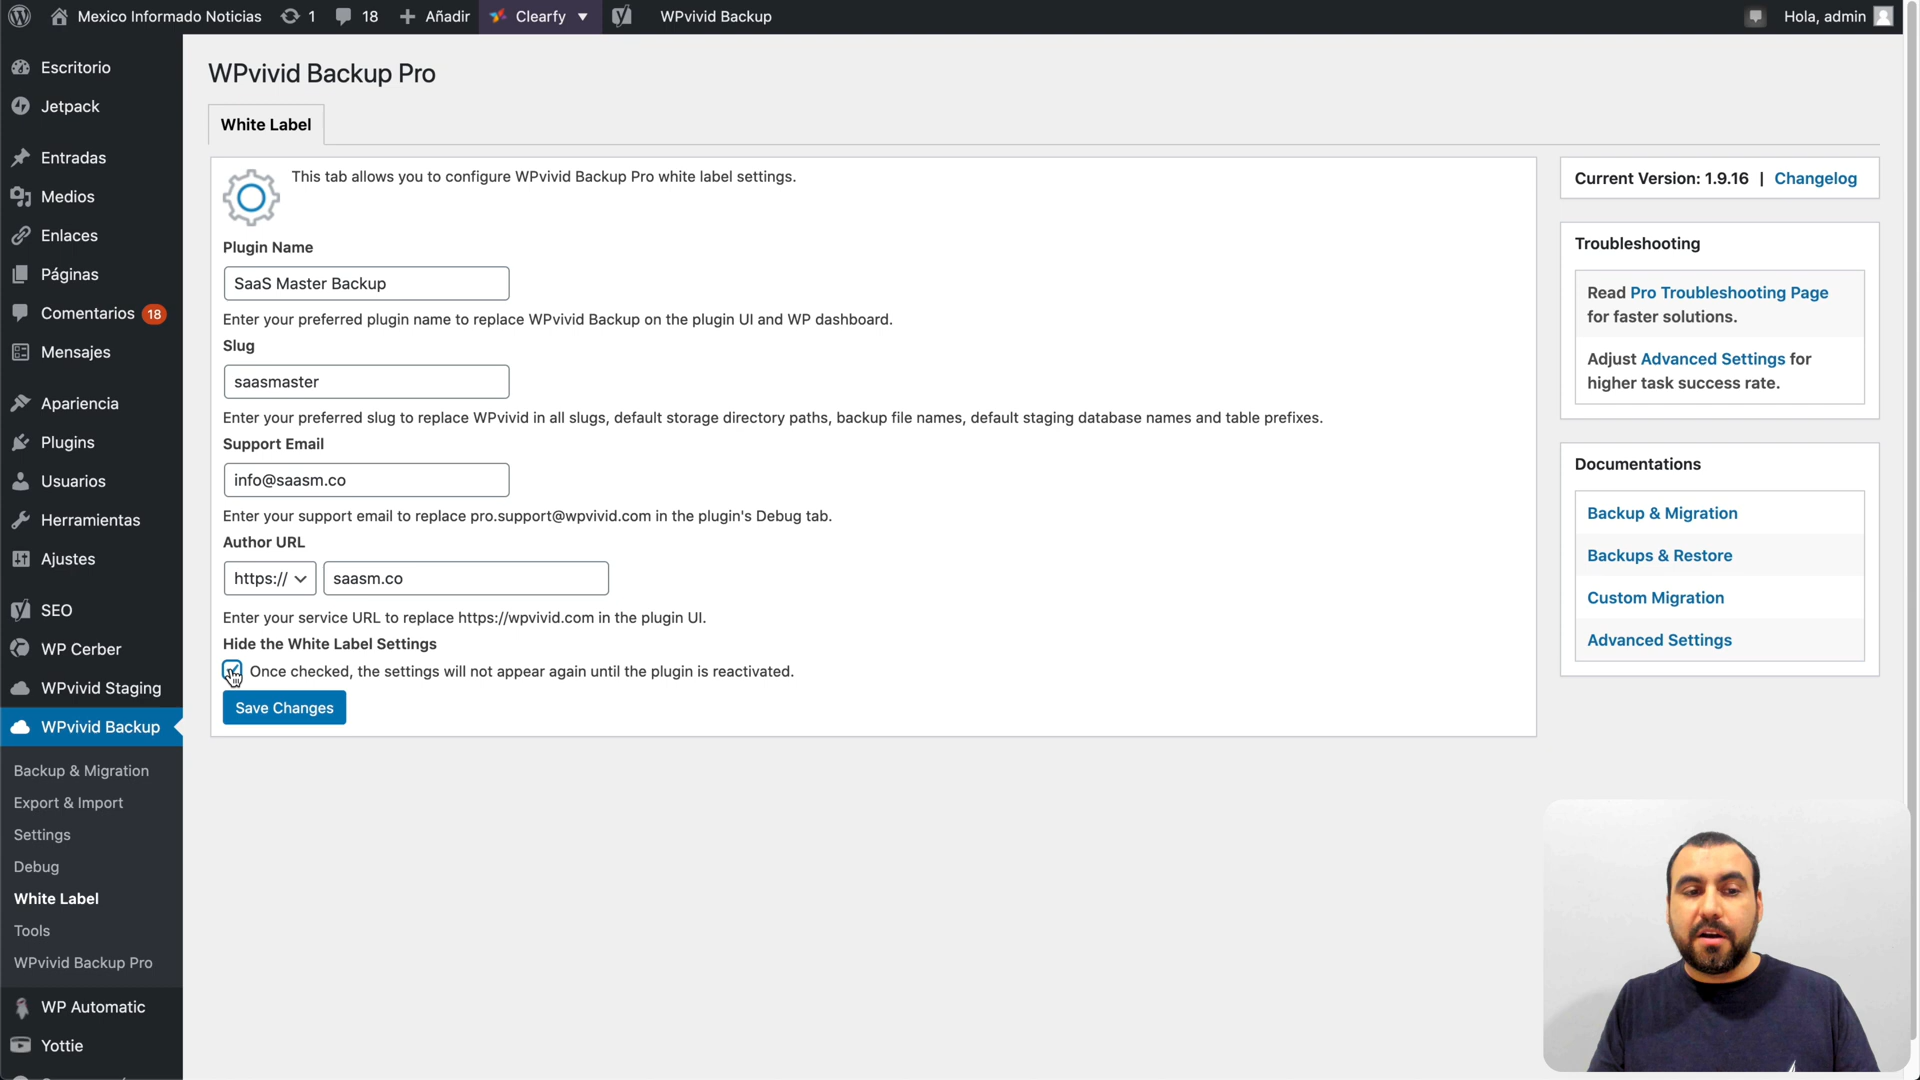 Mexico Informado Noticias 1 18 Añadir Clearfy WPvivid Backup Hola, admin
Escritorio
Jetpack
Entradas
Medios
Enlaces
Páginas
Comentarios 18
Mensajes
Apariencia
Plugins
Usuarios
Herramientas
Ajustes
SEO
WP Cerber
WPvivid Staging
WPvivid Backup
Backup & Migration
Export & Import
Settings
Debug
White Label
Tools
WPvivid Backup Pro
WP Automatic
Yottie
WPvivid Backup Pro
White Label
This tab allows you to configure WPvivid Backup Pro white label settings.
Plugin Name
SaaS Master Backup
Enter your preferred plugin name to replace WPvivid Backup on the plugin UI and WP dashboard.
Slug
saasmaster
Enter your preferred slug to replace WPvivid in all slugs, default storage directory paths, backup file names, default staging database names and table prefixes.
Support Email
info@saasm.co
Enter your support email to replace pro.support@wpvivid.com in the plugin's Debug tab.
Author URL
https:// saasm.co
Enter your service URL to replace https://wpvivid.com in the plugin UI.
Hide the White Label Settings
Once checked, the settings will not appear again until the plugin is reactivated.
Save Changes
Current Version: 1.9.16 | Changelog
Troubleshooting
Read Pro Troubleshooting Page
for faster solutions.
Adjust Advanced Settings for
higher task success rate.
Documentations
Backup & Migration
Backups & Restore
Custom Migration
Advanced Settings